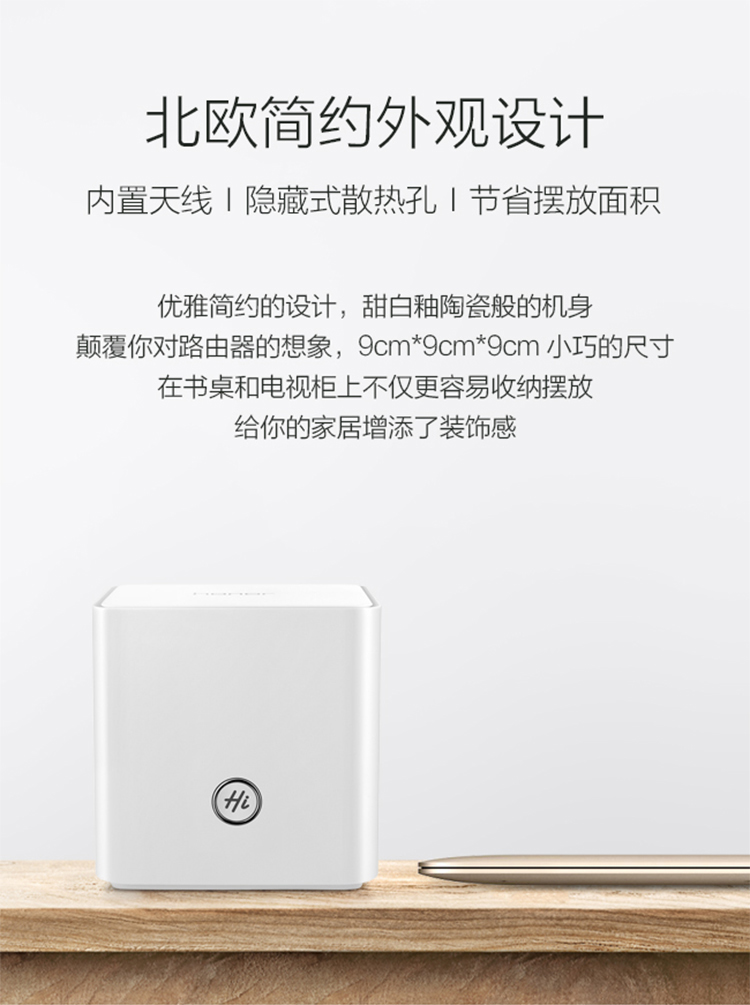 北欧简约外观设计
内置天线 | 隐藏式散热孔 | 节省摆放面积
优雅简约的设计，甜白釉陶瓷般的机身
颠覆你对路由器的想象，9cm*9cm*9cm 小巧的尺寸
在书桌和电视柜上不仅更容易收纳摆放
给你的家居增添了装饰感
honor
Hi